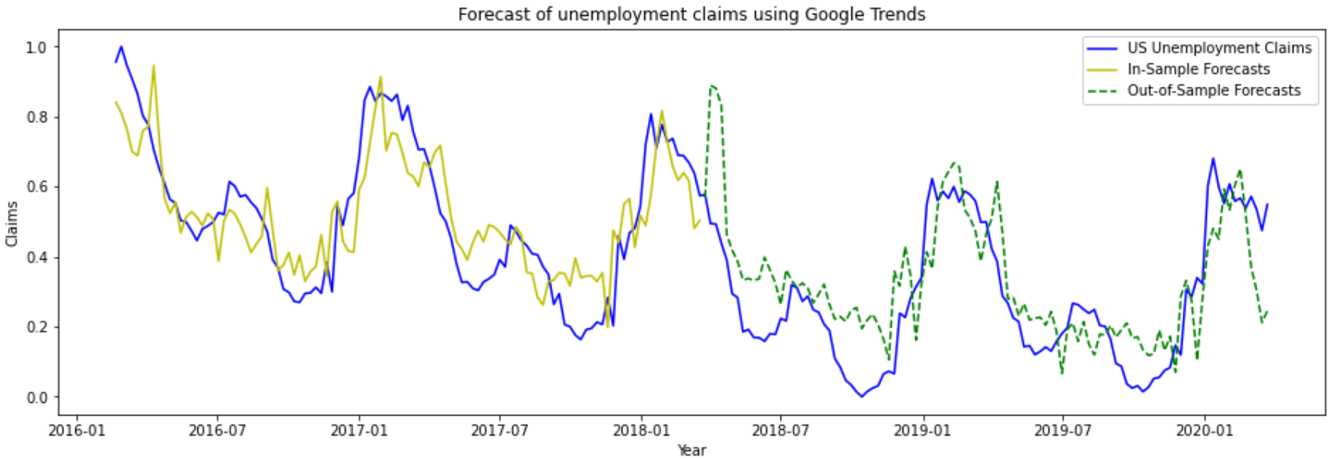 Forecast of unemployment claims using Google Trends
US Unemployment Claims
In-Sample Forecasts
Out-of-Sample Forecasts
1.0
0.8
0.6
0.4
0.2
0.0
Claims
2016-01 2016-07 2017-01 2017-07 2018-01 2018-07 2019-01 2019-07 2020-01
Year